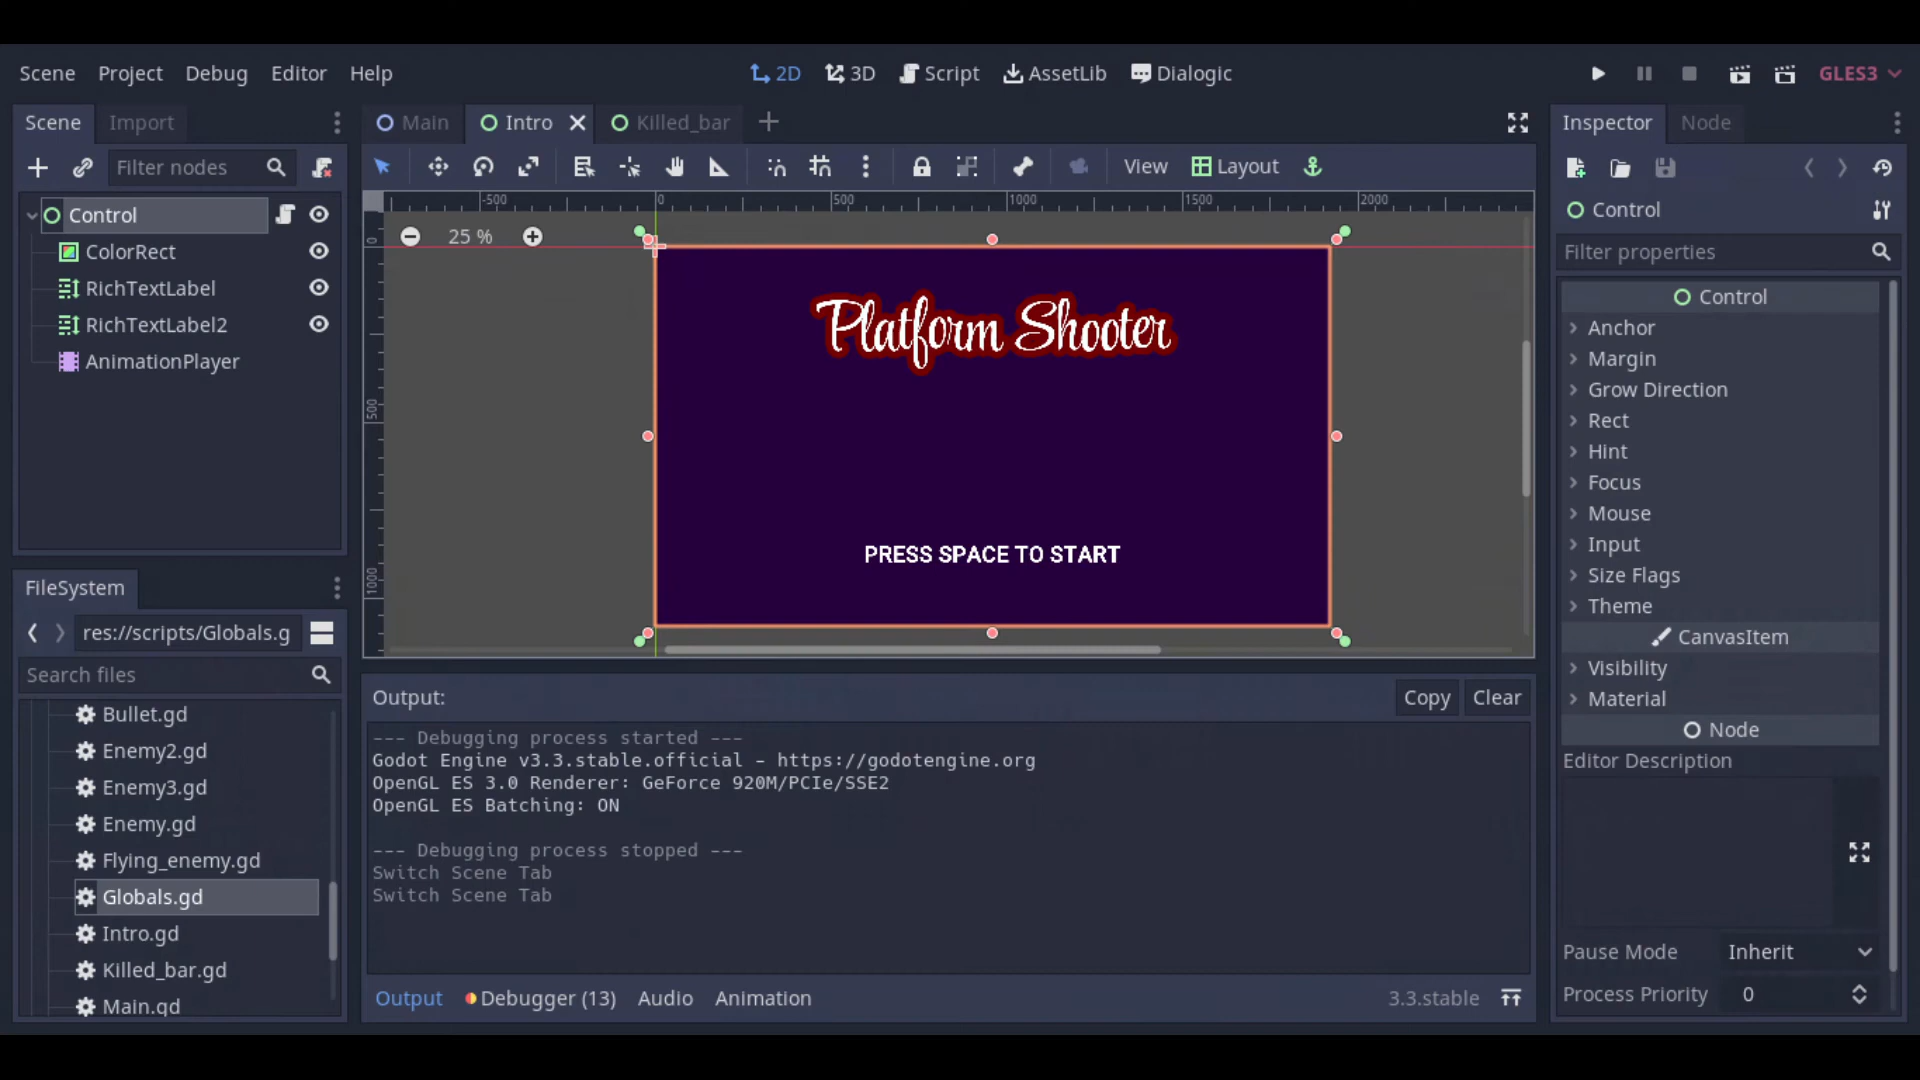 Scene Project Debug Editor Help
2D 3D Script AssetLib Dialogic
GLES3
Scene Import
Filter nodes
Control
ColorRect
RichTextLabel
RichTextLabel2
AnimationPlayer
FileSystem
res://scripts/Globals.g
Search files
Bullet.gd
Enemy2.gd
Enemy3.gd
Enemy.gd
Flying_enemy.gd
Globals.gd
Intro.gd
Killed_bar.gd
Main.gd
Main Intro Killed_bar
View Layout
-500 0 500 1000 1500 2000
0
500
1000
25 %
Platform Shooter
PRESS SPACE TO START
Output:
Copy Clear
--- Debugging process started ---
Godot Engine v3.3.stable.official - https://godotengine.org
OpenGL ES 3.0 Renderer: GeForce 920M/PCIe/SSE2
OpenGL ES Batching: ON
--- Debugging process stopped ---
Switch Scene Tab
Switch Scene Tab
Output Debugger (13) Audio Animation
3.3.stable
Inspector Node
Control
Filter properties
Control
Anchor
Margin
Grow Direction
Rect
Hint
Focus
Mouse
Input
Size Flags
Theme
CanvasItem
Visibility
Material
Node
Editor Description
Pause Mode Inherit
Process Priority 0